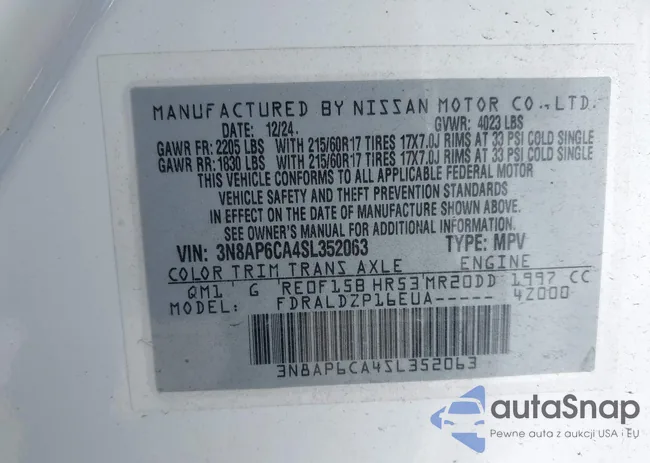 MANUFACTURED BY NISSAN MOTOR CO., LTD.
DATE: 12/24. GVWR: 4023 LBS
GAWR FR: 2205 LBS WITH 215/60R17 TIRES 17X7.0J RIMS AT 33 PSI COLD SINGLE
GAWR RR: 1830 LBS WITH 215/60R17 TIRES 17X7.0J RIMS AT 33 PSI COLD SINGLE
THIS VEHICLE CONFORMS TO ALL APPLICABLE FEDERAL MOTOR
VEHICLE SAFETY AND THEFT PREVENTION STANDARDS
IN EFFECT ON THE DATE OF MANUFACTURE SHOWN ABOVE.
SEE OWNER'S MANUAL FOR ADDITIONAL INFORMATION
VIN: 3N8AP6CA4SL352063 TYPE: MPV
COLOR TRIM TRANS AXLE ENGINE
QM1 ' G ' RE0F15B HR53'MR20DD 1997 CC
MODEL: FDRALDZP16EUA----- 4Z000
3N8AP6CA4SL352063
autaSnap
Pewne auta z aukcji USA i EU